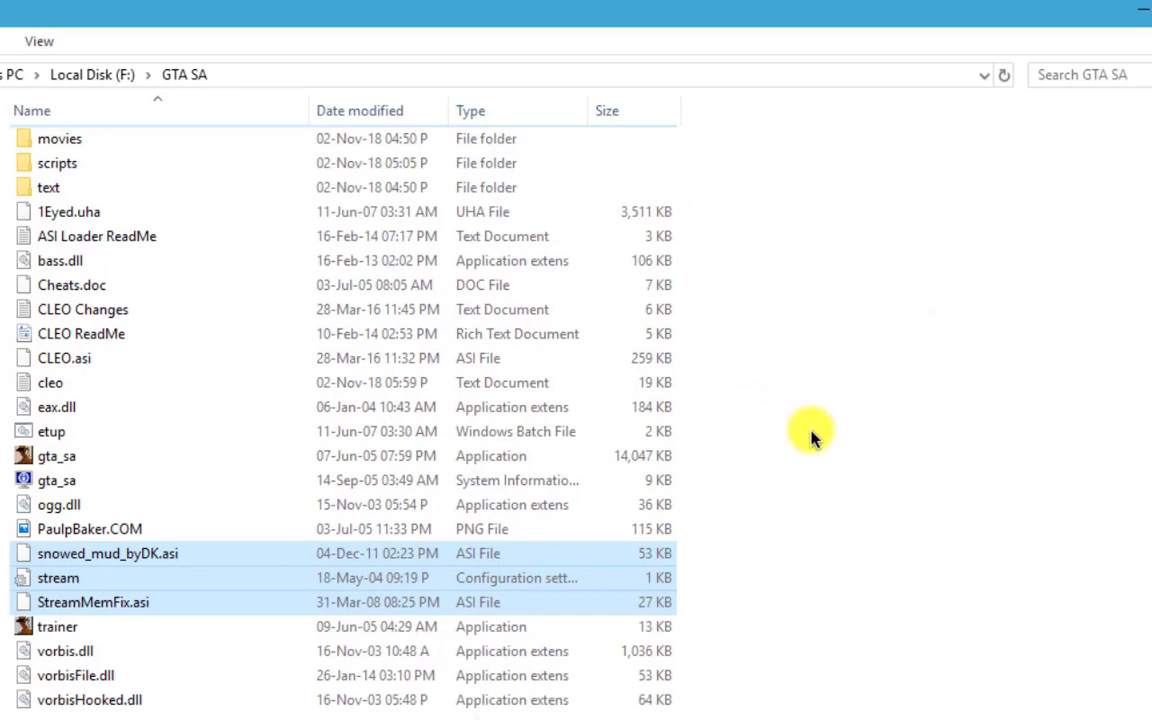 View
s PC > Local Disk (F:) > GTA SA
Search GTA SA
Name Date modified Type Size
movies 02-Nov-18 04:50 P File folder
scripts 02-Nov-18 05:05 P File folder
text 02-Nov-18 04:50 P File folder
1Eyed.uha 11-Jun-07 03:31 AM UHA File 3,511 KB
ASI Loader ReadMe 16-Feb-14 07:17 PM Text Document 3 KB
bass.dll 16-Feb-13 02:02 PM Application extens 106 KB
Cheats.doc 03-Jul-05 08:05 AM DOC File 7 KB
CLEO Changes 28-Mar-16 11:45 PM Text Document 6 KB
CLEO ReadMe 10-Feb-14 02:53 PM Rich Text Document 5 KB
CLEO.asi 28-Mar-16 11:32 PM ASI File 259 KB
cleo 02-Nov-18 05:59 P Text Document 19 KB
eax.dll 06-Jan-04 10:43 AM Application extens 184 KB
etup 11-Jun-07 03:30 AM Windows Batch File 2 KB
gta_sa 07-Jun-05 07:59 PM Application 14,047 KB
gta_sa 14-Sep-05 03:49 AM System Informatio... 9 KB
ogg.dll 15-Nov-03 05:54 P Application extens 36 KB
PaulpBaker.COM 03-Jul-05 11:33 PM PNG File 115 KB
snowed_mud_byDK.asi 04-Dec-11 02:23 PM ASI File 53 KB
stream 18-May-04 09:19 P Configuration sett... 1 KB
StreamMemFix.asi 31-Mar-08 08:25 PM ASI File 27 KB
trainer 09-Jun-05 04:29 AM Application 13 KB
vorbis.dll 16-Nov-03 10:48 A Application extens 1,036 KB
vorbisFile.dll 26-Jan-14 03:10 PM Application extens 53 KB
vorbisHooked.dll 16-Nov-03 05:48 P Application extens 64 KB